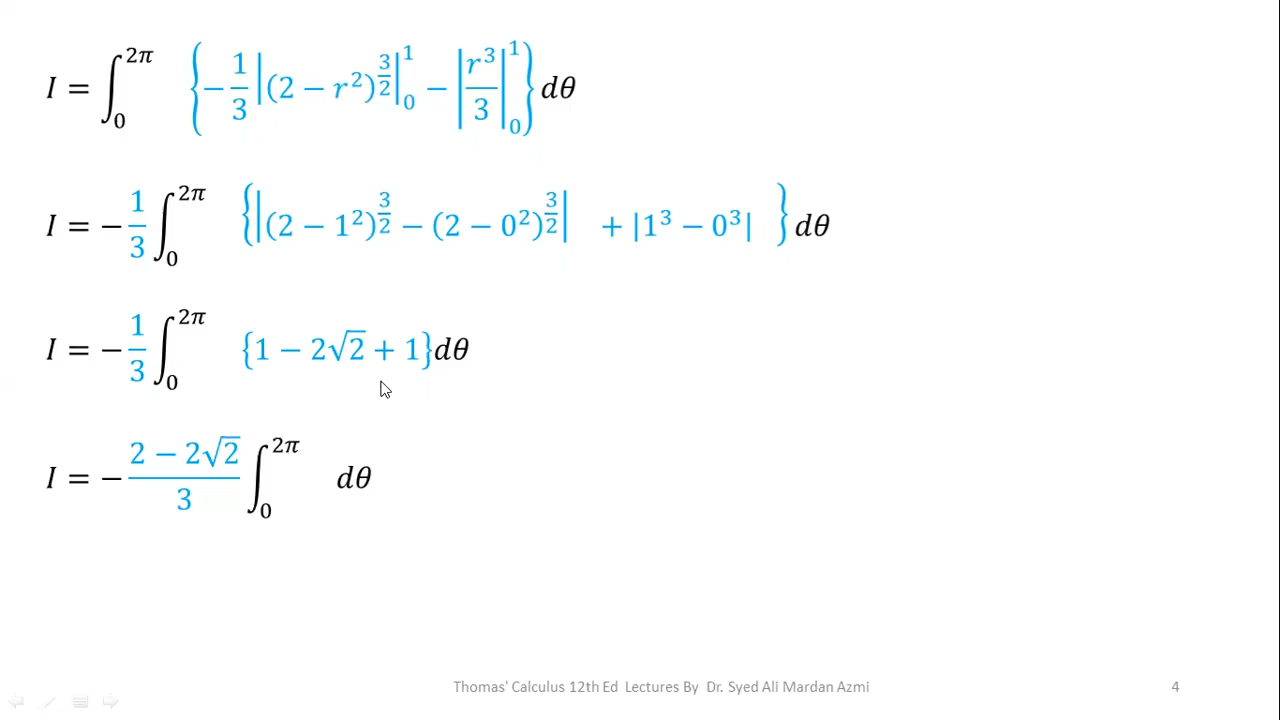 I = ∫₀^{2π} {−1/3 |(2 − r²)^{3/2}|₀¹ − |r³/3|₀¹} dθ
I = −1/3 ∫₀^{2π} {|(2 − 1²)^{3/2} − (2 − 0²)^{3/2}| + |1³ − 0³| } dθ
I = −1/3 ∫₀^{2π} {1 − 2√2 + 1}dθ
I = −(2 − 2√2)/3 ∫₀^{2π} dθ
Thomas' Calculus 12th Ed Lectures By Dr. Syed Ali Mardan Azmi
4